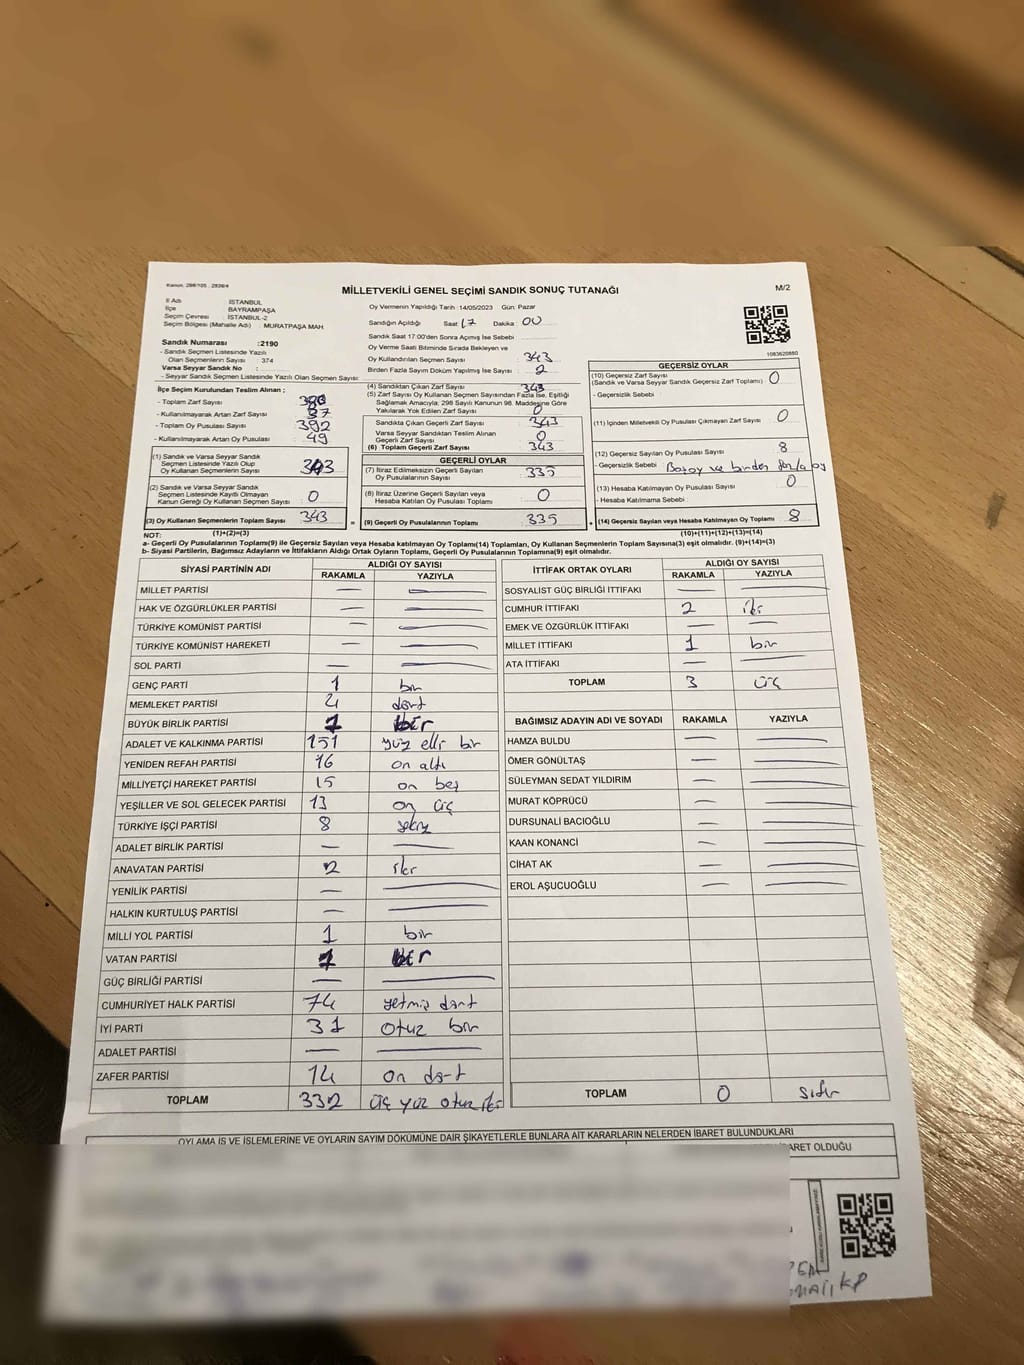 Kanun: 298/105 - 2839/4
MİLLETVEKİLİ GENEL SEÇİMİ SANDIK SONUÇ TUTANAĞI
M/2
İl Adı : İSTANBUL
İlçe : BAYRAMPAŞA
Seçim Çevresi : İSTANBUL-2
Seçim Bölgesi (Mahalle Adı) : MURATPAŞA MAH.
Sandık Numarası :2190
- Sandık Seçmen Listesinde Yazılı
Olan Seçmenlerin Sayısı : 374
Varsa Seyyar Sandık No :
- Seyyar Sandık Seçmen Listesinde Yazılı Olan Seçmen Sayısı:
Oy Vermenin Yapıldığı Tarih :14/05/2023 Gün: Pazar
Sandığın Açıldığı Saat: 17 Dakika : 00
Sandık Saat 17:00'den Sonra Açımış İse Sebebi :
Oy Verme Saati Bitiminde Sırada Bekleyen ve
Oy Kullandırılan Seçmen Sayısı 343
Birden Fazla Sayım Dökümü Yapılmış İse Sayısı : 2
1083620880
İlçe Seçim Kurulundan Teslim Alınan ;
- Toplam Zarf Sayısı :
- Kullanılmayarak Artan Zarf Sayısı : 37
- Toplam Oy Pusulası Sayısı : 392
- Kullanılmayarak Artan Oy Pusulası : 49
(1) Sandık ve Varsa Seyyar Sandık
Seçmen Listesinde Yazılı Olup
Oy Kullanan Seçmenlerin Sayısı : 343
(2) Sandık ve Varsa Seyyar Sandık
Seçmen Listesinde Kayıtlı Olmayan
Kanun Gereği Oy Kullanan Seçmen Sayısı : 0
(3) Oy Kullanan Seçmenlerin Toplam Sayısı : 343
(1)+(2)=(3)
(4) Sandıktan Çıkan Zarf Sayısı : 343
(5) Zarf Sayısı Oy Kullanan Seçmen Sayısından Fazla İse, Eşitliği
Sağlamak Amacıyla; 298 Sayılı Kanunun 98. Maddesine Göre
Yakılarak Yok Edilen Zarf Sayısı : 0
Sandıkta Çıkan Geçerli Zarf Sayısı : 343
Varsa Seyyar Sandıktan Teslim Alınan
Geçerli Zarf Sayısı : 0
(6) Toplam Geçerli Zarf Sayısı : 343
GEÇERLİ OYLAR
(7) İtiraz Edilmeksizin Geçerli Sayılan
Oy Pusulalarının Sayısı : 335
(8) İtiraz Üzerine Geçerli Sayılan veya
Hesaba Katılan Oy Pusulası Toplamı : 0
= (9) Geçerli Oy Pusulalarının Toplamı : 335
GEÇERSİZ OYLAR
(10) Geçersiz Zarf Sayısı
(Sandık ve Varsa Seyyar Sandık Geçersiz Zarf Toplamı) : 0
- Geçersizlik Sebebi :
(11) İçinden Milletvekili Oy Pusulası Çıkmayan Zarf Sayısı : 0
(12) Geçersiz Sayılan Oy Pusulası Sayısı : 8
- Geçersizlik Sebebi : Boş oy ve birden fazla oy
(13) Hesaba Katılmayan Oy Pusulası Sayısı : 0
- Hesaba Katılmama Sebebi :
+ (14) Geçersiz Sayılan veya Hesaba Katılmayan Oy Toplamı : 8
(10)+(11)+(12)+(13)=(14)
NOT:
a- Geçerli Oy Pusulalarının Toplamı(9) ile Geçersiz Sayılan veya Hesaba katılmayan Oy Toplamı(14) Toplamları, Oy Kullanan Seçmenlerin Toplam Sayısına(3) eşit olmalıdır. (9)+(14)=(3)
b- Siyasi Partilerin, Bağımsız Adayların ve İttifakların Aldığı Ortak Oyların Toplamı, Geçerli Oy Pusulalarının Toplamına(9) eşit olmalıdır.
SİYASİ PARTİNİN ADI ALDIĞI OY SAYISI
RAKAMLA YAZIYLA
MİLLET PARTİSİ — —
HAK VE ÖZGÜRLÜKLER PARTİSİ — —
TÜRKİYE KOMÜNİST PARTİSİ — —
TÜRKİYE KOMÜNİST HAREKETİ — —
SOL PARTİ — —
GENÇ PARTİ 1 bir
MEMLEKET PARTİSİ 4 dört
BÜYÜK BİRLİK PARTİSİ 1 bir
ADALET VE KALKINMA PARTİSİ 151 yüz elli bir
YENİDEN REFAH PARTİSİ 16 on altı
MİLLİYETÇİ HAREKET PARTİSİ 15 on beş
YEŞİLLER VE SOL GELECEK PARTİSİ 13 on üç
TÜRKİYE İŞÇİ PARTİSİ 8 sekiz
ADALET BİRLİK PARTİSİ — —
ANAVATAN PARTİSİ 2 iki
YENİLİK PARTİSİ — —
HALKIN KURTULUŞ PARTİSİ — —
MİLLİ YOL PARTİSİ 1 bir
VATAN PARTİSİ 1 bir
GÜÇ BİRLİĞİ PARTİSİ — —
CUMHURİYET HALK PARTİSİ 74 yetmiş dört
İYİ PARTİ 31 otuz bir
ADALET PARTİSİ — —
ZAFER PARTİSİ 14 on dört
TOPLAM 332 üç yüz otuz iki
İTTİFAK ORTAK OYLARI ALDIĞI OY SAYISI
RAKAMLA YAZIYLA
SOSYALİST GÜÇ BİRLİĞİ İTTİFAKI — —
CUMHUR İTTİFAKI 2 iki
EMEK VE ÖZGÜRLÜK İTTİFAKI — —
MİLLET İTTİFAKI 1 bir
ATA İTTİFAKI — —
TOPLAM 3 üç
BAĞIMSIZ ADAYIN ADI VE SOYADI RAKAMLA YAZIYLA
HAMZA BULDU — —
ÖMER GÖNÜLTAŞ — —
SÜLEYMAN SEDAT YILDIRIM — —
MURAT KÖPRÜCÜ — —
DURSUNALİ BACIOĞLU — —
KAAN KONANCİ — —
CİHAT AK — —
EROL AŞUCUOĞLU — —
TOPLAM 0 sıfır
OYLAMA İŞ VE İŞLEMLERİNE VE OYLARIN SAYIM DÖKÜMÜNE DAİR ŞİKAYETLERLE BUNLARA AİT KARARLARIN NELERDEN İBARET BULUNDUKLARI
BARET OLDUĞU